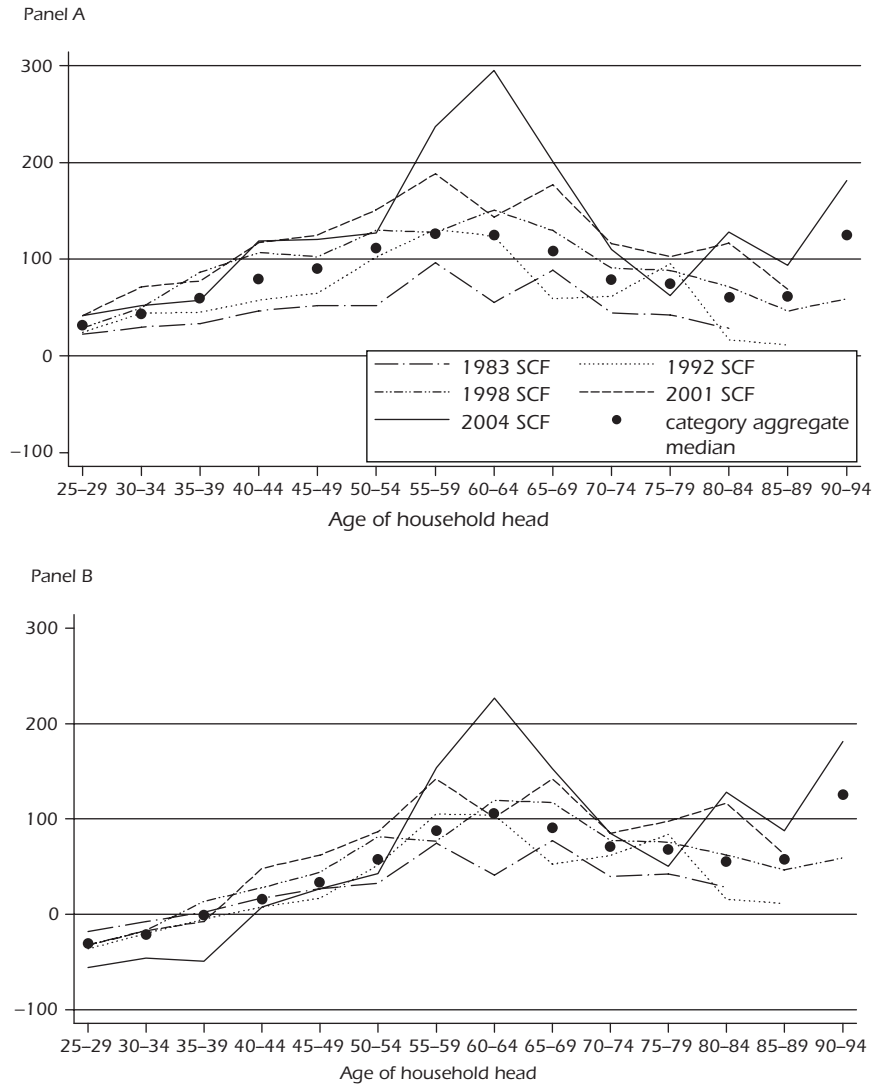 Panel A
300
200
100
0
−100
1983 SCF
1992 SCF
1998 SCF
2001 SCF
2004 SCF
category aggregate
median
25–29 30–34 35–39 40–44 45–49 50–54 55–59 60–64 65–69 70–74 75–79 80–84 85–89 90–94
Age of household head
Panel B
300
200
100
0
−100
25–29 30–34 35–39 40–44 45–49 50–54 55–59 60–64 65–69 70–74 75–79 80–84 85–89 90–94
Age of household head